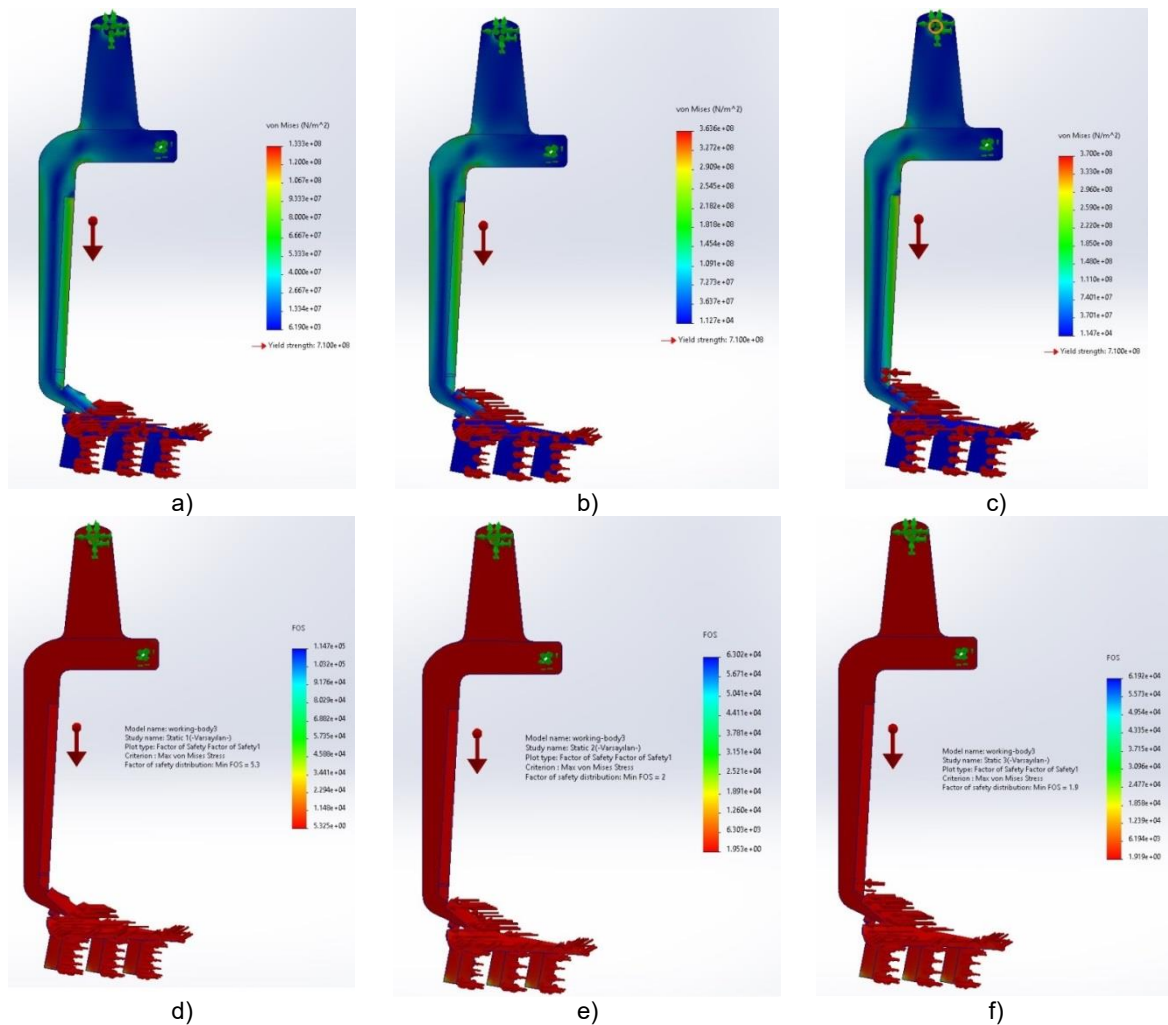 von Mises (N/m^2)
1.333e+08
1.200e+08
1.067e+08
9.333e+07
8.000e+07
6.667e+07
5.333e+07
4.000e+07
2.667e+07
1.334e+07
6.190e+03
Yield strength: 7.100e+08
a)
von Mises (N/m^2)
3.636e+08
3.272e+08
2.909e+08
2.545e+08
2.182e+08
1.818e+08
1.454e+08
1.091e+08
7.273e+07
3.637e+07
1.127e+04
Yield strength: 7.100e+08
b)
von Mises (N/m^2)
3.700e+08
3.330e+08
2.960e+08
2.590e+08
2.220e+08
1.850e+08
1.480e+08
1.110e+08
7.401e+07
3.701e+07
1.147e+04
Yield strength: 7.100e+08
c)
FOS
1.147e+05
1.032e+05
9.176e+04
8.029e+04
6.882e+04
5.735e+04
4.588e+04
3.441e+04
2.294e+04
1.148e+04
5.325e+00
Model name: working-body3
Study name: Static 1(-Varsayılan-)
Plot type: Factor of Safety Factor of Safety1
Criterion : Max von Mises Stress
Factor of safety distribution: Min FOS = 5.3
d)
FOS
6.302e+04
5.671e+04
5.041e+04
4.411e+04
3.781e+04
3.151e+04
2.521e+04
1.891e+04
1.260e+04
6.303e+03
1.953e+00
Model name: working-body3
Study name: Static 2(-Varsayılan-)
Plot type: Factor of Safety Factor of Safety1
Criterion : Max von Mises Stress
Factor of safety distribution: Min FOS = 2
e)
FOS
6.192e+04
5.573e+04
4.954e+04
4.335e+04
3.715e+04
3.096e+04
2.477e+04
1.858e+04
1.239e+04
6.194e+03
1.919e+00
Model name: working-body3
Study name: Static 3(-Varsayılan-)
Plot type: Factor of Safety Factor of Safety1
Criterion : Max von Mises Stress
Factor of safety distribution: Min FOS = 1.9
f)